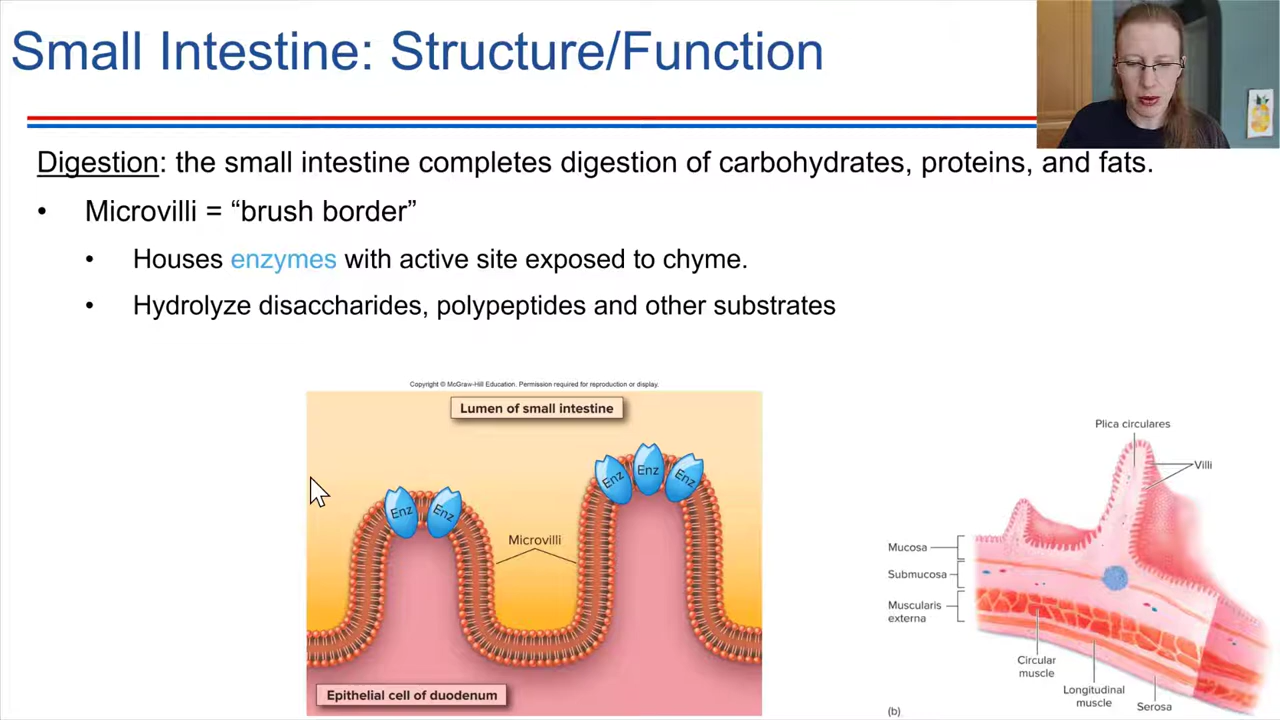 Small Intestine: Structure/Function
Digestion: the small intestine completes digestion of carbohydrates, proteins, and fats.
• Microvilli = “brush border”
• Houses enzymes with active site exposed to chyme.
• Hydrolyze disaccharides, polypeptides and other substrates
Copyright © McGraw-Hill Education. Permission required for reproduction or display.
Lumen of small intestine
Enz
Enz
Enz
Enz
Enz
Microvilli
Epithelial cell of duodenum
Plica circulares
Villi
Mucosa
Submucosa
Muscularis
externa
Circular
muscle
Longitudinal
muscle
Serosa
(b)